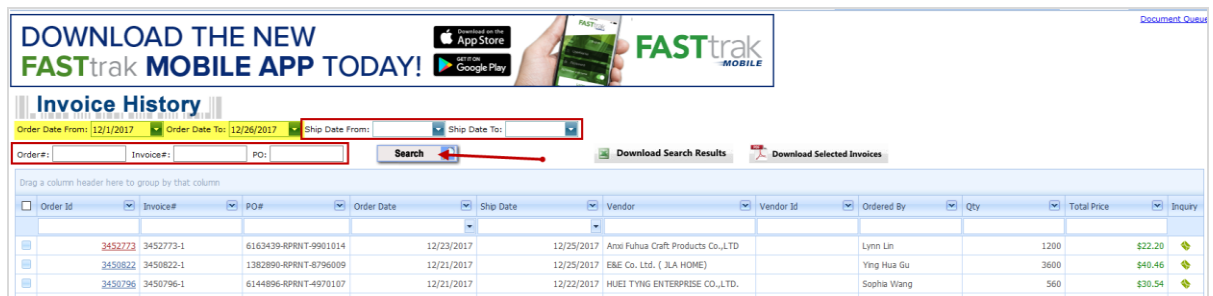 Document Queue
DOWNLOAD THE NEW
FASTtrak MOBILE APP TODAY!
Download on the
App Store
GET IT ON
Google Play
FASTtrak
FASTtrak
MOBILE
Invoice History
Order Date From: 12/1/2017 Order Date To: 12/26/2017 Ship Date From: Ship Date To:
Order#: Invoice#: PO: Search Download Search Results Download Selected Invoices
Drag a column header here to group by that column
Order Id Invoice# PO# Order Date Ship Date Vendor Vendor Id Ordered By Qty Total Price Inquiry
3452773 3452773-1 6163439-RPRNT-9901014 12/23/2017 12/25/2017 Anxi Fuhua Craft Products Co.,LTD Lynn Lin 1200 $22.20
3450822 3450822-1 1382890-RPRNT-8796009 12/21/2017 12/25/2017 E&E Co. Ltd. ( JLA HOME) Ying Hua Gu 3600 $40.46
3450796 3450796-1 6144896-RPRNT-4970107 12/21/2017 12/22/2017 HUEI TYNG ENTERPRISE CO.,LTD. Sophia Wang 560 $30.54